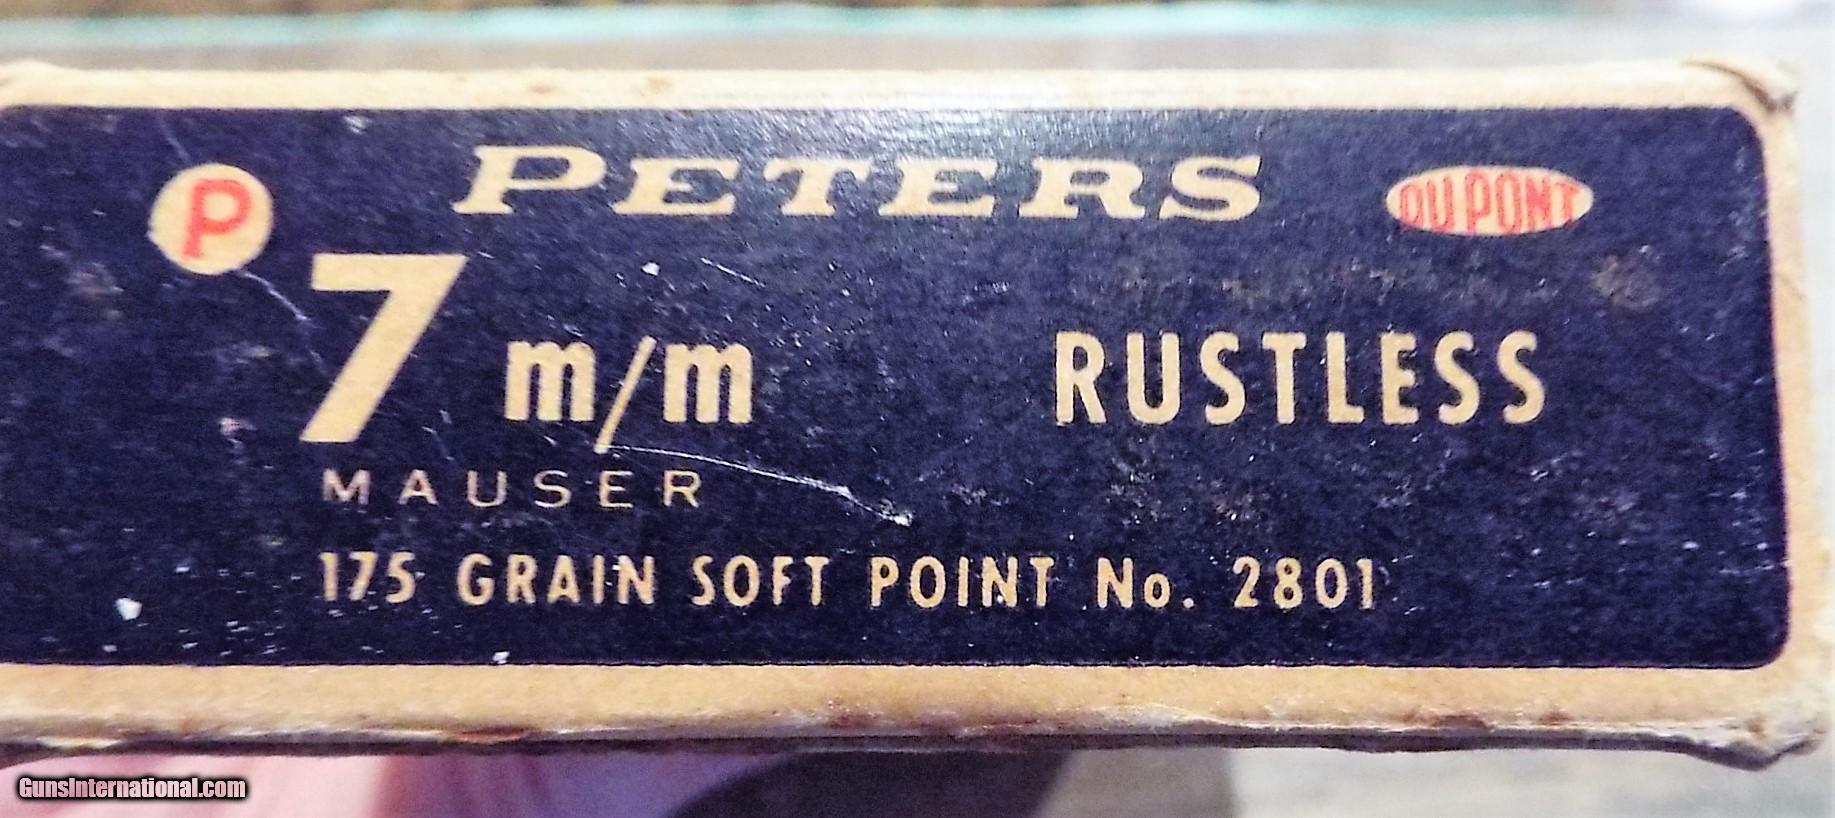 P PETERS DU PONT
7 m/m RUSTLESS
MAUSER
175 GRAIN SOFT POINT No. 2801
GunsInternational.com